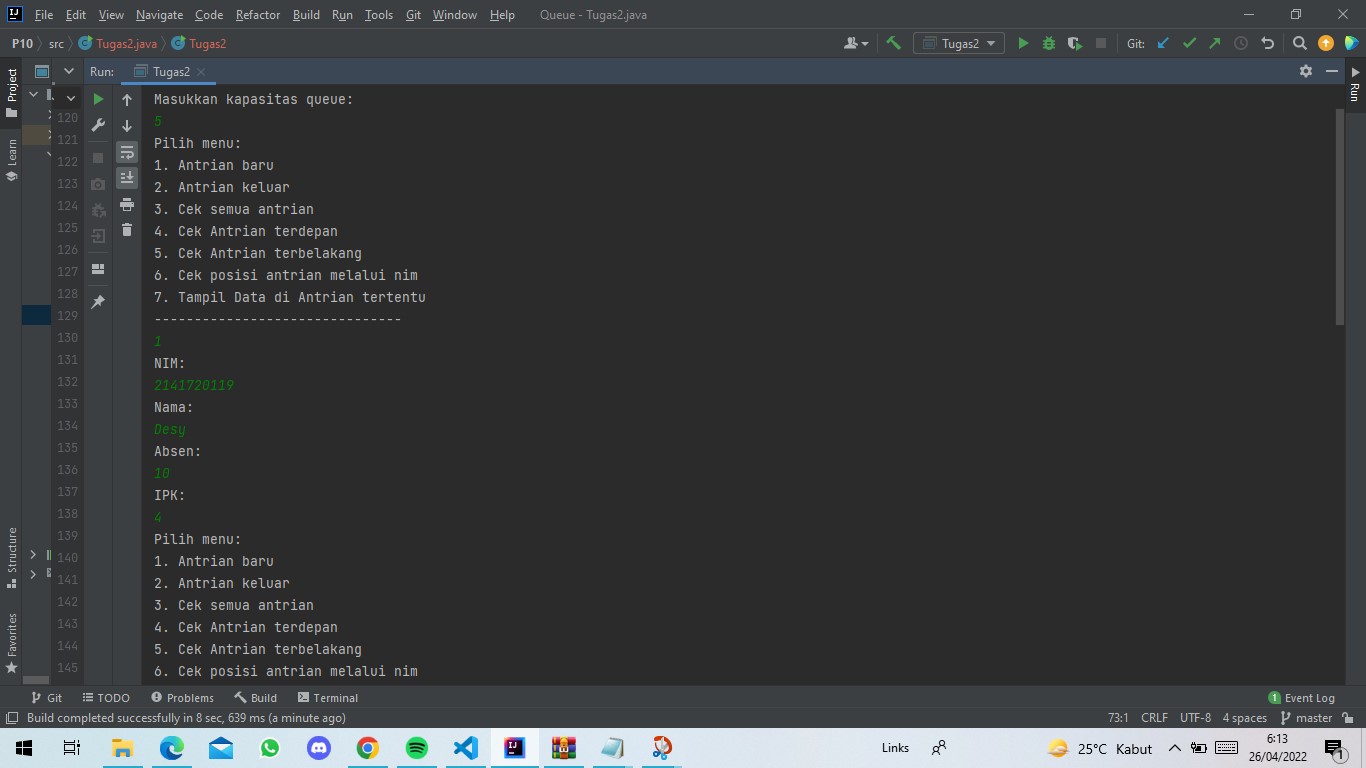 File Edit View Navigate Code Refactor Build Run Tools Git Window Help Queue - Tugas2.java
P10 src Tugas2.java Tugas2 Tugas2 Git:
Project
Run: Tugas2
Run
Learn
Structure
Favorites
120
121
122
123
124
125
126
127
128
129
130
131
132
133
134
135
136
137
138
139
140
141
142
143
144
145
Masukkan kapasitas queue:
5
Pilih menu:
1. Antrian baru
2. Antrian keluar
3. Cek semua antrian
4. Cek Antrian terdepan
5. Cek Antrian terbelakang
6. Cek posisi antrian melalui nim
7. Tampil Data di Antrian tertentu
-------------------------------
1
NIM:
2141720119
Nama:
Desy
Absen:
10
IPK:
4
Pilih menu:
1. Antrian baru
2. Antrian keluar
3. Cek semua antrian
4. Cek Antrian terdepan
5. Cek Antrian terbelakang
6. Cek posisi antrian melalui nim
Git TODO Problems Build Terminal 1 Event Log
Build completed successfully in 8 sec, 639 ms (a minute ago) 73:1 CRLF UTF-8 4 spaces master
Links 25°C Kabut 6:13
26/04/2022 1